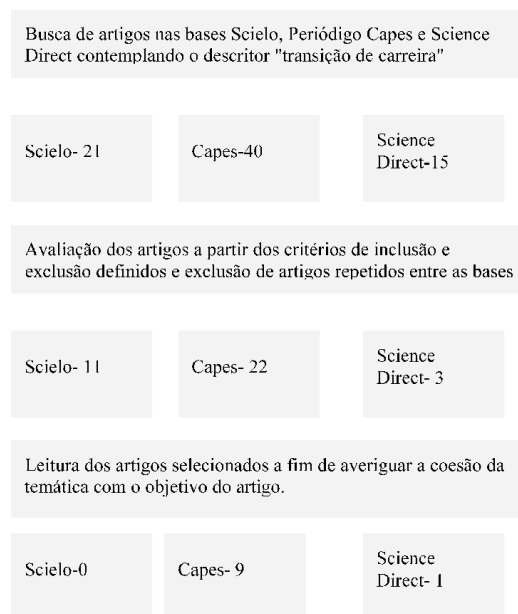 Busca de artigos nas bases Scielo, Periódigo Capes e Science
Direct contemplando o descritor "transição de carreira"
Scielo- 21
Capes-40
Science
Direct-15
Avaliação dos artigos a partir dos critérios de inclusão e
exclusão definidos e exclusão de artigos repetidos entre as bases
Scielo- 11
Capes- 22
Science
Direct- 3
Leitura dos artigos selecionados a fim de averiguar a coesão da
temática com o objetivo do artigo.
Scielo-0
Capes- 9
Science
Direct- 1